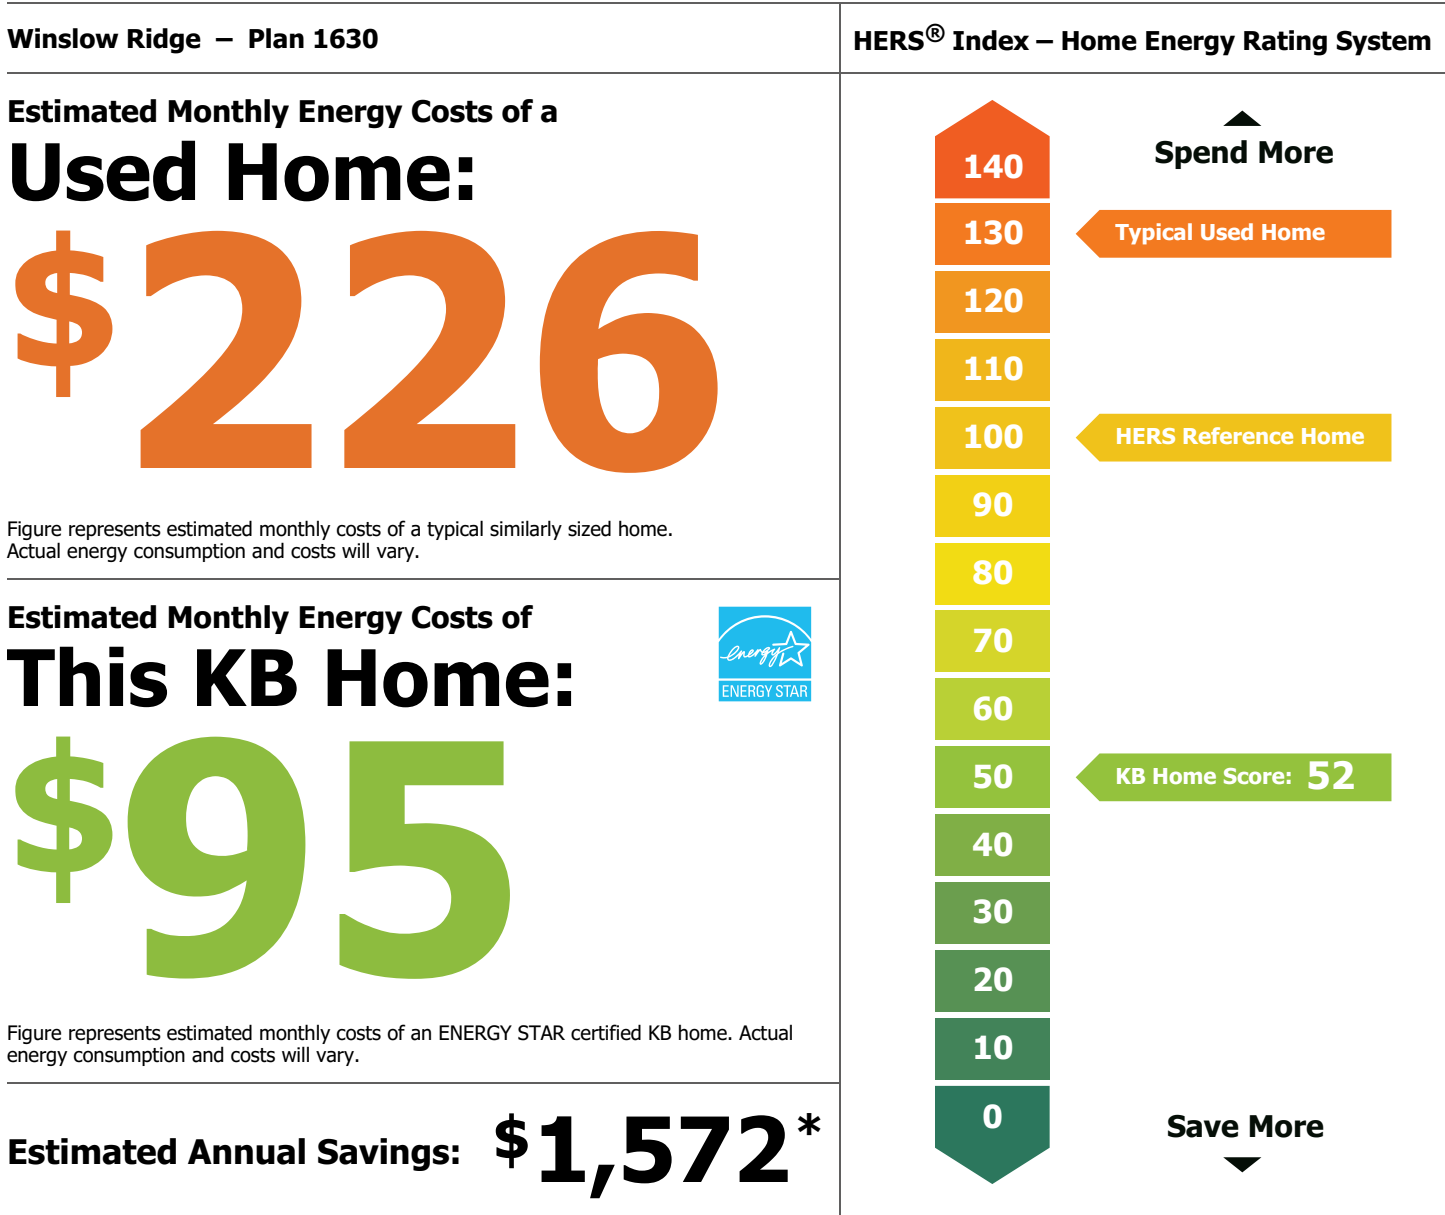 Winslow Ridge – Plan 1630
Estimated Monthly Energy Costs of a
Used Home:
$226
Figure represents estimated monthly costs of a typical similarly sized home.
Actual energy consumption and costs will vary.
Estimated Monthly Energy Costs of
This KB Home:
energy
ENERGY STAR
$95
Figure represents estimated monthly costs of an ENERGY STAR certified KB home. Actual
energy consumption and costs will vary.
Estimated Annual Savings: $1,572*
HERS® Index – Home Energy Rating System
Spend More
140
130 Typical Used Home
120
110
100 HERS Reference Home
90
80
70
60
50 KB Home Score: 52
40
30
20
10
0
Save More